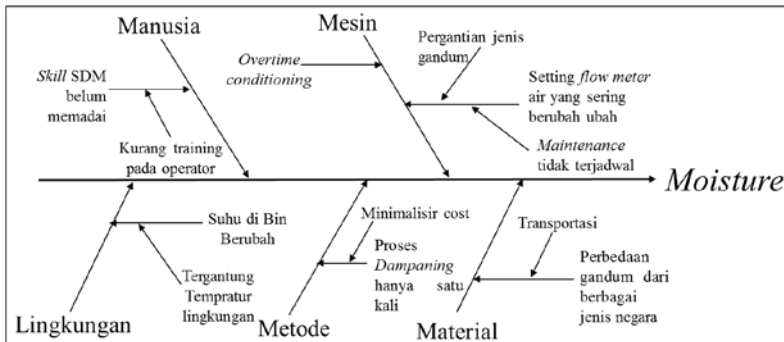 Manusia
Mesin
Overtime
conditioning
Pergantian jenis
gandum
Skill SDM
belum
memadai
Setting flow meter
air yang sering
berubah ubah
Kurang training
pada operator
Maintenance
tidak terjadwal
Moisture
Suhu di Bin
Berubah
Minimalisir cost
Transportasi
Proses
Dampaning
hanya satu
kali
Perbedaan
gandum dari
berbagai
jenis negara
Tergantung
Tempratur
lingkungan
Lingkungan
Metode
Material